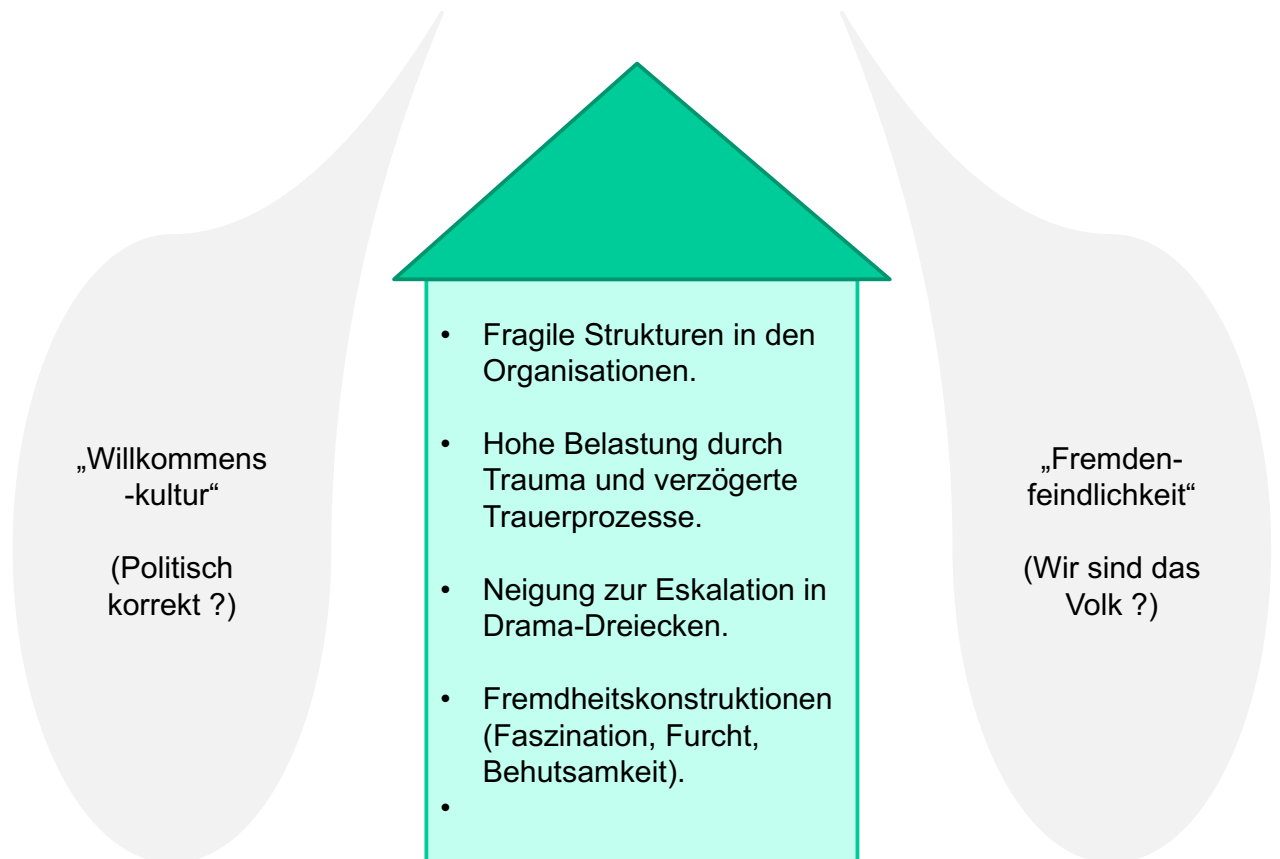 „Willkommens
-kultur“
(Politisch
korrekt ?)
• Fragile Strukturen in den
Organisationen.
• Hohe Belastung durch
Trauma und verzögerte
Trauerprozesse.
• Neigung zur Eskalation in
Drama-Dreiecken.
• Fremdheitskonstruktionen
(Faszination, Furcht,
Behutsamkeit).
•
„Fremden-
feindlichkeit“
(Wir sind das
Volk ?)